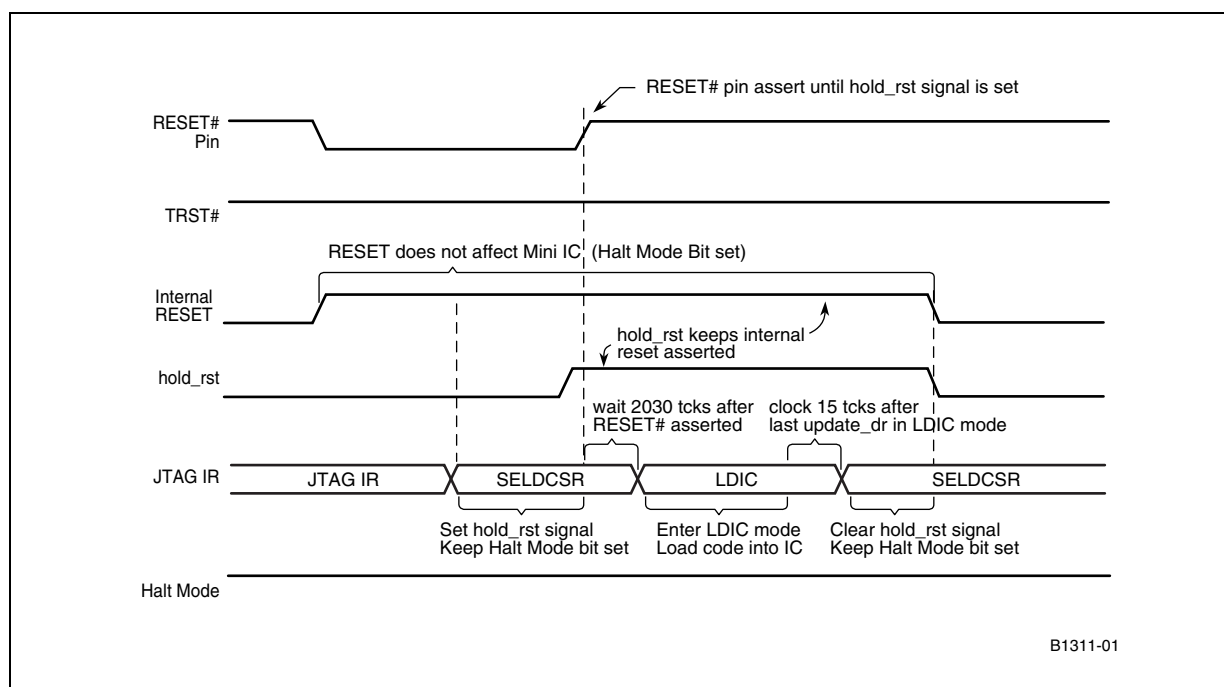 RESET# pin assert until hold_rst signal is set
RESET#
Pin
TRST#
RESET does not affect Mini IC (Halt Mode Bit set)
Internal
RESET
hold_rst keeps internal
reset asserted
hold_rst
wait 2030 tcks after
RESET# asserted
clock 15 tcks after
last update_dr in LDIC mode
JTAG IR
JTAG IR
SELDCSR
LDIC
SELDCSR
Set hold_rst signal
Keep Halt Mode bit set
Enter LDIC mode
Load code into IC
Clear hold_rst signal
Keep Halt Mode bit set
Halt Mode
B1311-01